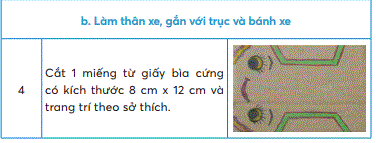 b. Làm thân xe, gắn với trục và bánh xe
4
Cắt 1 miếng từ giấy bìa cứng
có kích thước 8 cm x 12 cm và
trang trí theo sở thích.